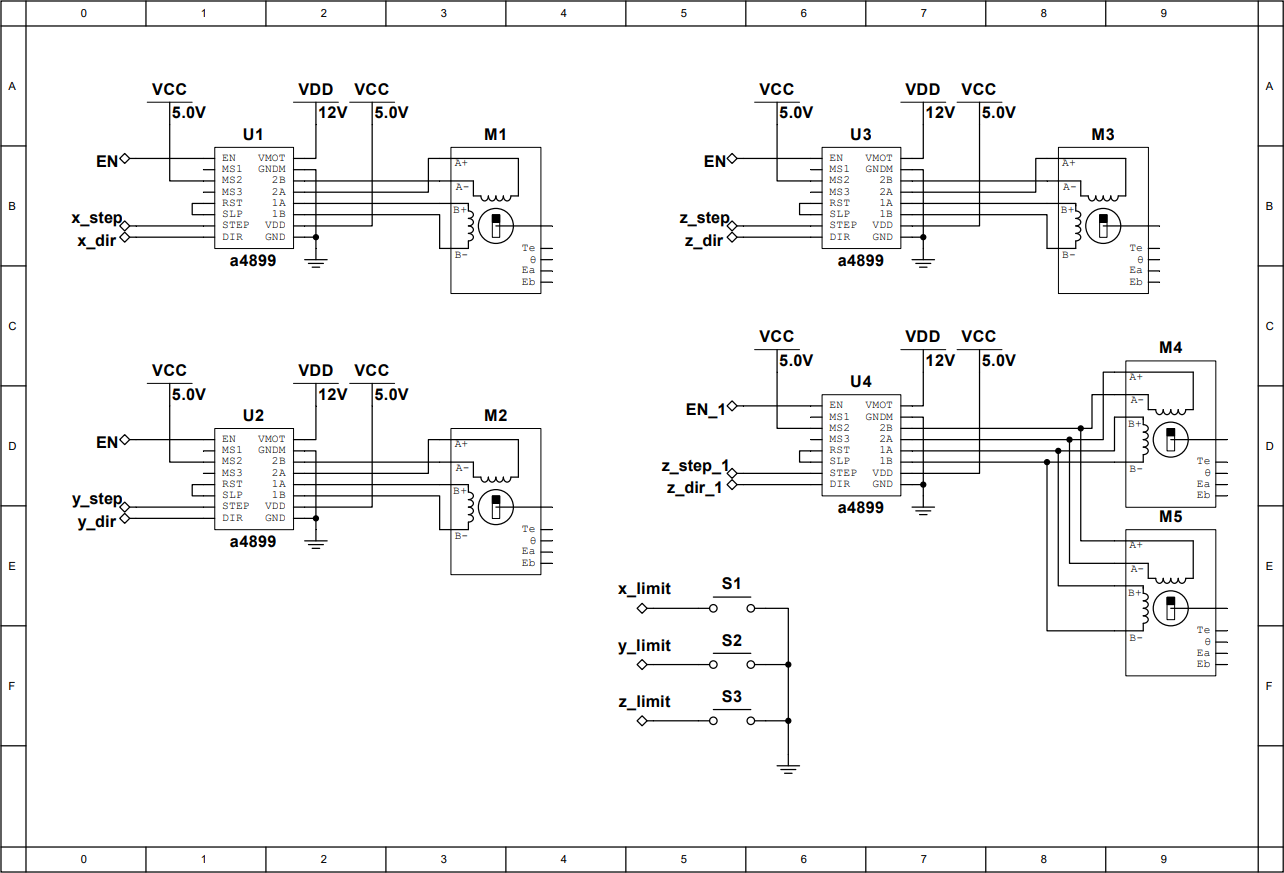 0 1 2 3 4 5 6 7 8 9
A A
VCC VDD VCC
5.0V 12V 5.0V
U1 M1
EN
EN VMOT
MS1 GNDM
MS2 2B
MS3 2A
RST 1A
SLP 1B
STEP VDD
DIR GND
x_step
x_dir
a4899
A+
A-
B+
B-
Te
θ
Ea
Eb
VCC VDD VCC
5.0V 12V 5.0V
U3 M3
EN
EN VMOT
MS1 GNDM
MS2 2B
MS3 2A
RST 1A
SLP 1B
STEP VDD
DIR GND
z_step
z_dir
a4899
A+
A-
B+
B-
Te
θ
Ea
Eb
B B
C C
VCC VDD VCC
5.0V 12V 5.0V
U2 M2
EN
EN VMOT
MS1 GNDM
MS2 2B
MS3 2A
RST 1A
SLP 1B
STEP VDD
DIR GND
y_step
y_dir
a4899
A+
A-
B+
B-
Te
θ
Ea
Eb
VCC VDD VCC
5.0V 12V 5.0V
U4 M4
EN_1
EN VMOT
MS1 GNDM
MS2 2B
MS3 2A
RST 1A
SLP 1B
STEP VDD
DIR GND
z_step_1
z_dir_1
a4899
A+
A-
B+
B-
Te
θ
Ea
Eb
D D
M5
A+
A-
B+
B-
Te
θ
Ea
Eb
E E
x_limit S1
y_limit S2
z_limit S3
F F
0 1 2 3 4 5 6 7 8 9